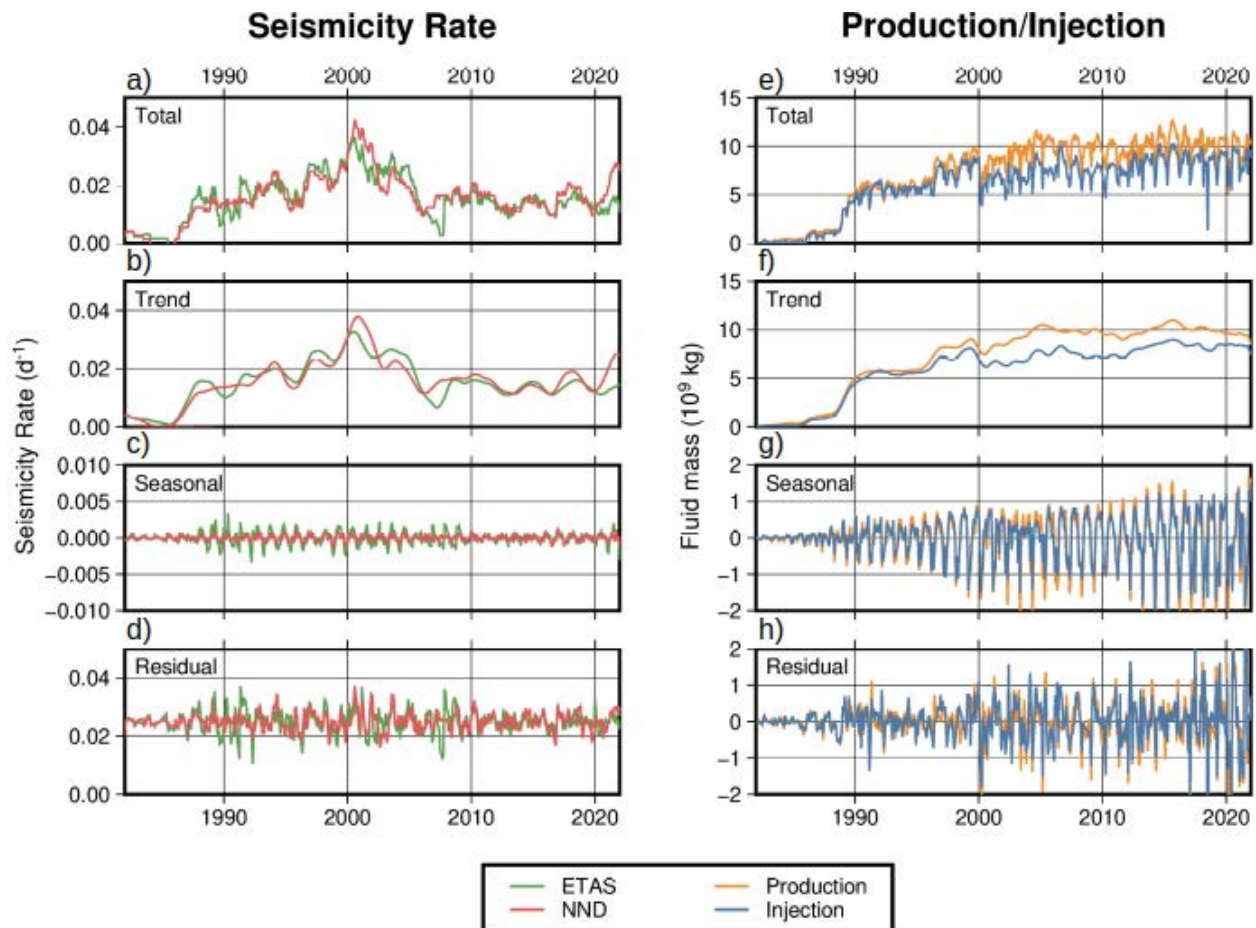 Seismicity Rate
Production/Injection
a)
1990 2000 2010 2020
Total
0.04
0.02
0.00
b)
Trend
0.04
0.02
0.00
c)
Seasonal
0.010
0.005
0.000
−0.005
−0.010
d)
Residual
0.04
0.02
0.00
1990 2000 2010 2020
Seismicity Rate (d⁻¹)
e)
1990 2000 2010 2020
Total
15
10
5
0
f)
Trend
15
10
5
0
g)
Seasonal
2
1
0
−1
−2
h)
Residual
2
1
0
−1
−2
1990 2000 2010 2020
Fluid mass (10⁹ kg)
ETAS
NND
Production
Injection